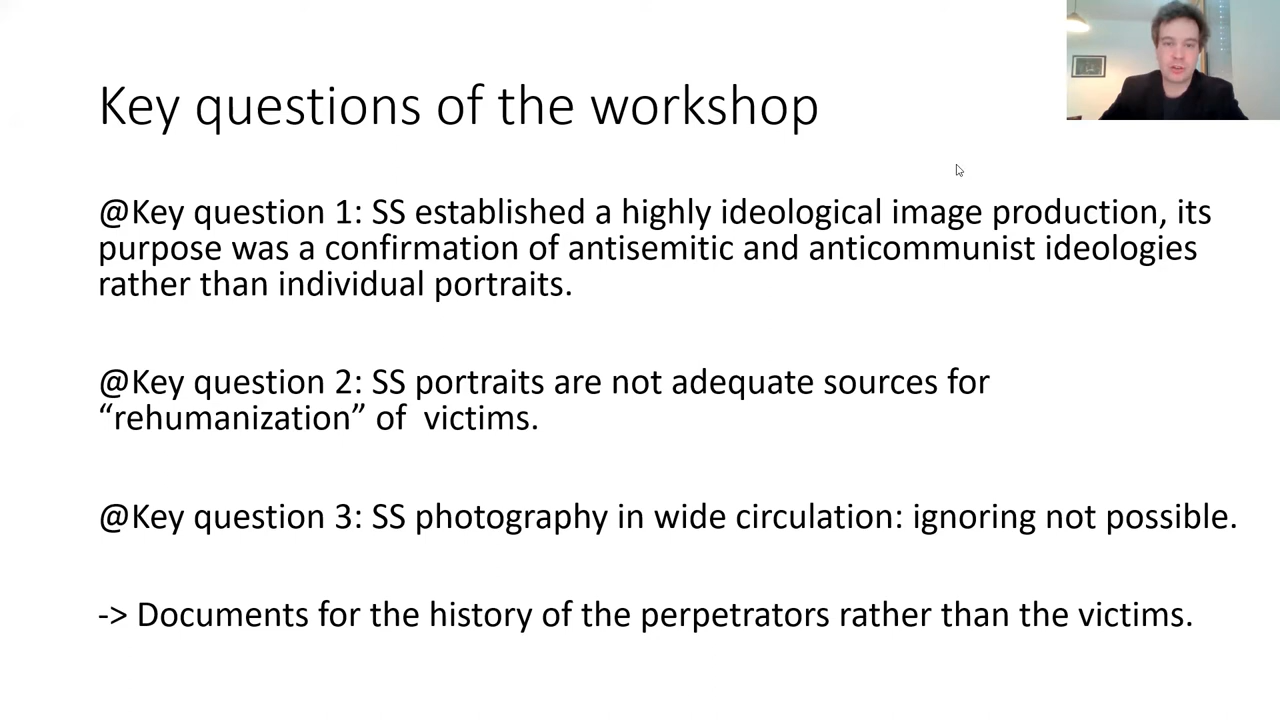 Key questions of the workshop
@Key question 1: SS established a highly ideological image production, its
purpose was a confirmation of antisemitic and anticommunist ideologies
rather than individual portraits.
@Key question 2: SS portraits are not adequate sources for
“rehumanization” of  victims.
@Key question 3: SS photography in wide circulation: ignoring not possible.
-> Documents for the history of the perpetrators rather than the victims.